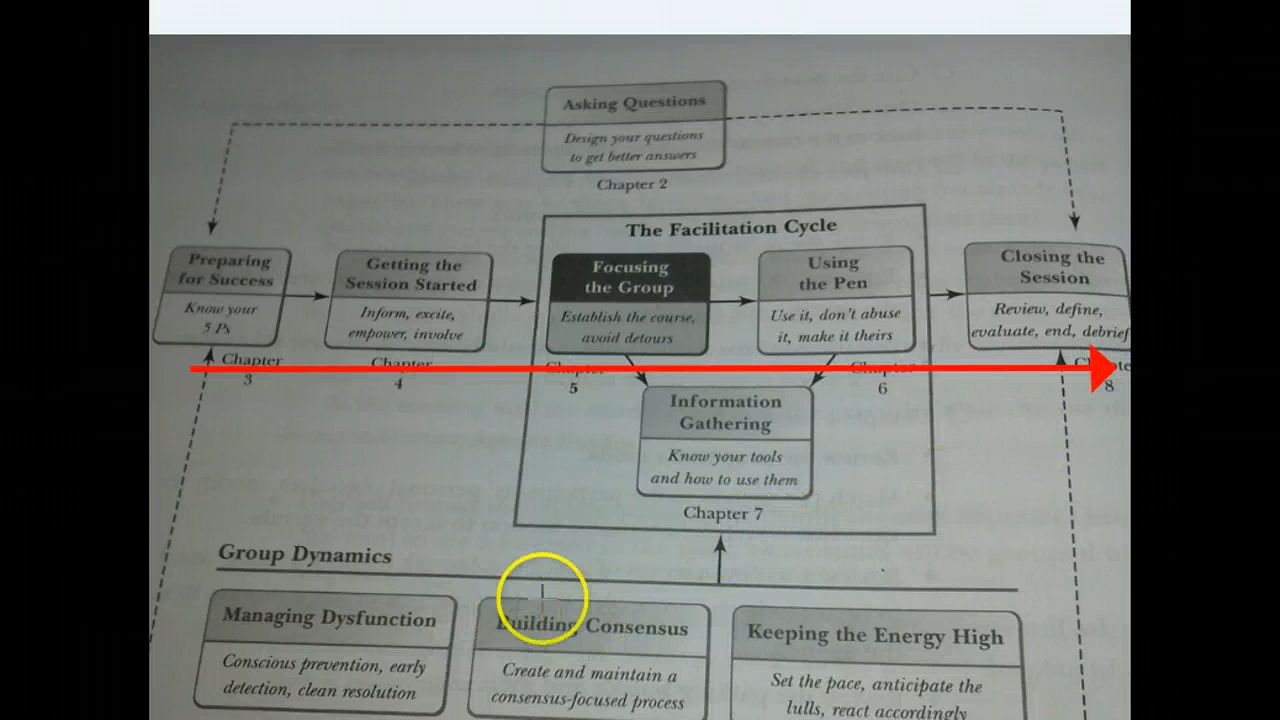 Asking Questions
Design your questions
to get better answers
Chapter 2
The Facilitation Cycle
Preparing
for Success
Know your
5 Ps
Chapter
3
Getting the
Session Started
Inform, excite,
empower, involve
Chapter
4
Focusing
the Group
Establish the course,
avoid detours
Chapter
5
Using
the Pen
Use it, don't abuse
it, make it theirs
Chapter
6
Closing the
Session
Review, define,
evaluate, end, debrief
8
Information
Gathering
Know your tools
and how to use them
Chapter 7
Group Dynamics
Managing Dysfunction
Conscious prevention, early
detection, clean resolution
Building Consensus
Create and maintain a
consensus-focused process
Keeping the Energy High
Set the pace, anticipate the
lulls, react accordingly